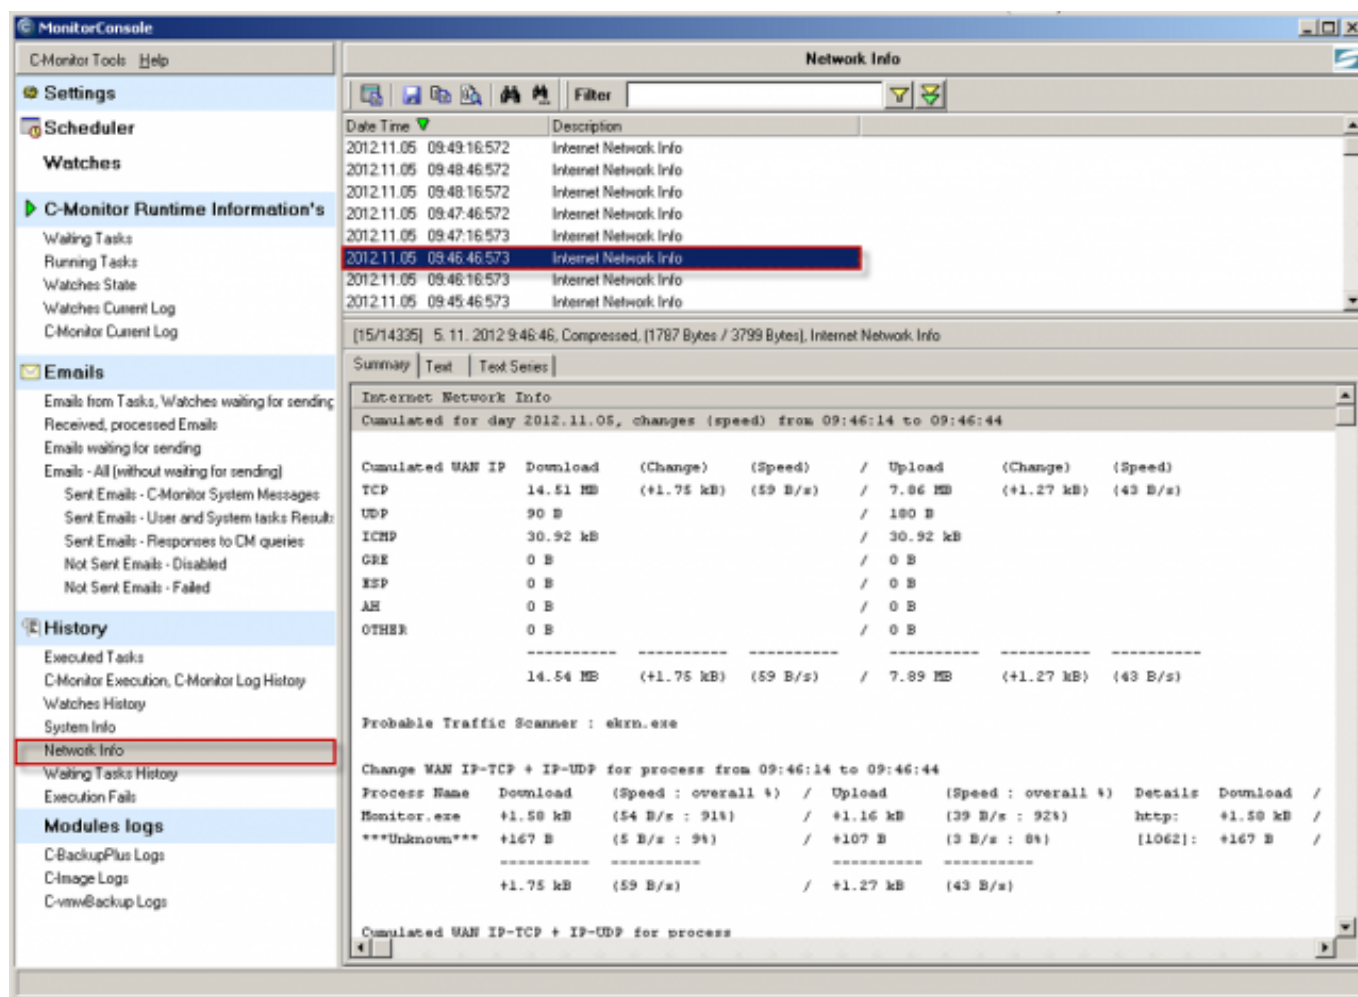 MonitorConsole
C-Monitor Tools Help
Network Info
Settings
Scheduler
Watches
C-Monitor Runtime Information's
Waiting Tasks
Running Tasks
Watches State
Watches Current Log
C-Monitor Current Log
Emails
Emails from Tasks, Watches waiting for sending
Received, processed Emails
Emails waiting for sending
Emails - All (without waiting for sending)
Sent Emails - C-Monitor System Messages
Sent Emails - User and System tasks Results
Sent Emails - Responses to CM queries
Not Sent Emails - Disabled
Not Sent Emails - Failed
History
Executed Tasks
C-Monitor Execution, C-Monitor Log History
Watches History
System Info
Network Info
Waiting Tasks History
Execution Fails
Modules logs
C-BackupPlus Logs
C-Image Logs
C-vmwBackup Logs
Filter
Date Time Description
2012.11.05 09:49:16:572 Internet Network Info
2012.11.05 09:48:46:572 Internet Network Info
2012.11.05 09:48:16:572 Internet Network Info
2012.11.05 09:47:46:572 Internet Network Info
2012.11.05 09:47:16:573 Internet Network Info
2012.11.05 09:46:46:573 Internet Network Info
2012.11.05 09:46:16:573 Internet Network Info
2012.11.05 09:45:46:573 Internet Network Info
[15/14335] 5. 11. 2012 9:46:46, Compressed, [1787 Bytes / 3799 Bytes], Internet Network Info
Summary Text Text Series
Internet Network Info
Cumulated for day 2012.11.05, changes (speed) from 09:46:14 to 09:46:44
Cumulated WAN IP Download (Change) (Speed) / Upload (Change) (Speed)
TCP 14.51 MB (+1.75 kB) (59 B/s) / 7.86 MB (+1.27 kB) (43 B/s)
UDP 90 B / 180 B
ICMP 30.92 kB / 30.92 kB
GRE 0 B / 0 B
ESP 0 B / 0 B
AH 0 B / 0 B
OTHER 0 B / 0 B
---------- ---------- ---------- ---------- ---------- ----------
14.54 MB (+1.75 kB) (59 B/s) / 7.89 MB (+1.27 kB) (43 B/s)
Probable Traffic Scanner : ekrn.exe
Change WAN IP-TCP + IP-UDP for process from 09:46:14 to 09:46:44
Process Name Download (Speed : overall %) / Upload (Speed : overall %) Details Download /
Monitor.exe +1.58 kB (54 B/s : 91%) / +1.16 kB (39 B/s : 92%) http: +1.58 kB /
***Unknown*** +167 B (5 B/s : 9%) / +107 B (3 B/s : 8%) [1062]: +167 B /
---------- ---------- ---------- ----------
+1.75 kB (59 B/s) / +1.27 kB (43 B/s)
Cumulated WAN IP-TCP + IP-UDP for process